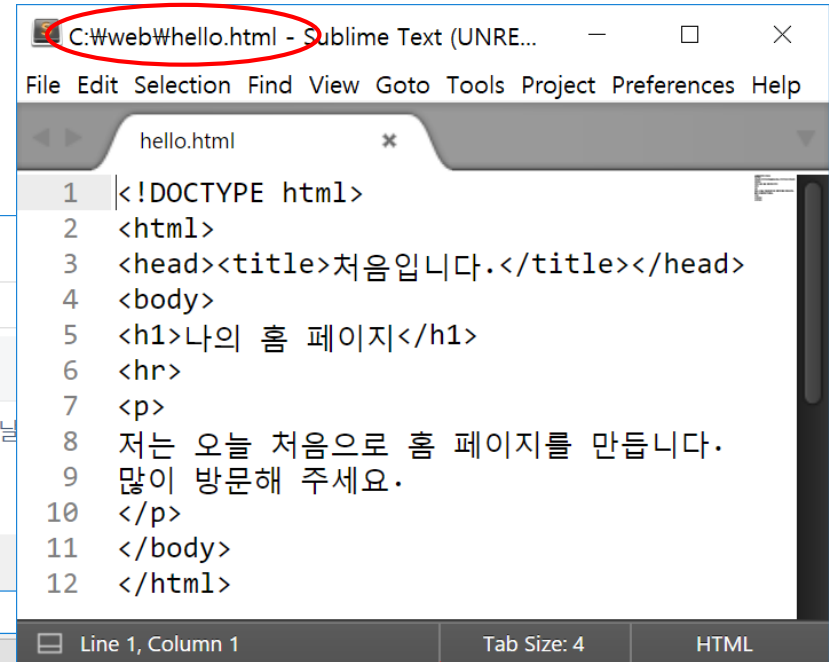 C:₩web₩hello.html - Sublime Text (UNRE...
File Edit Selection Find View Goto Tools Project Preferences Help
hello.html
1 <!DOCTYPE html>
2 <html>
3 <head><title>처음입니다.</title></head>
4 <body>
5 <h1>나의 홈 페이지</h1>
6 <hr>
7 <p>
8 저는 오늘 처음으로 홈 페이지를 만듭니다.
9 많이 방문해 주세요.
10 </p>
11 </body>
12 </html>
Line 1, Column 1 Tab Size: 4 HTML